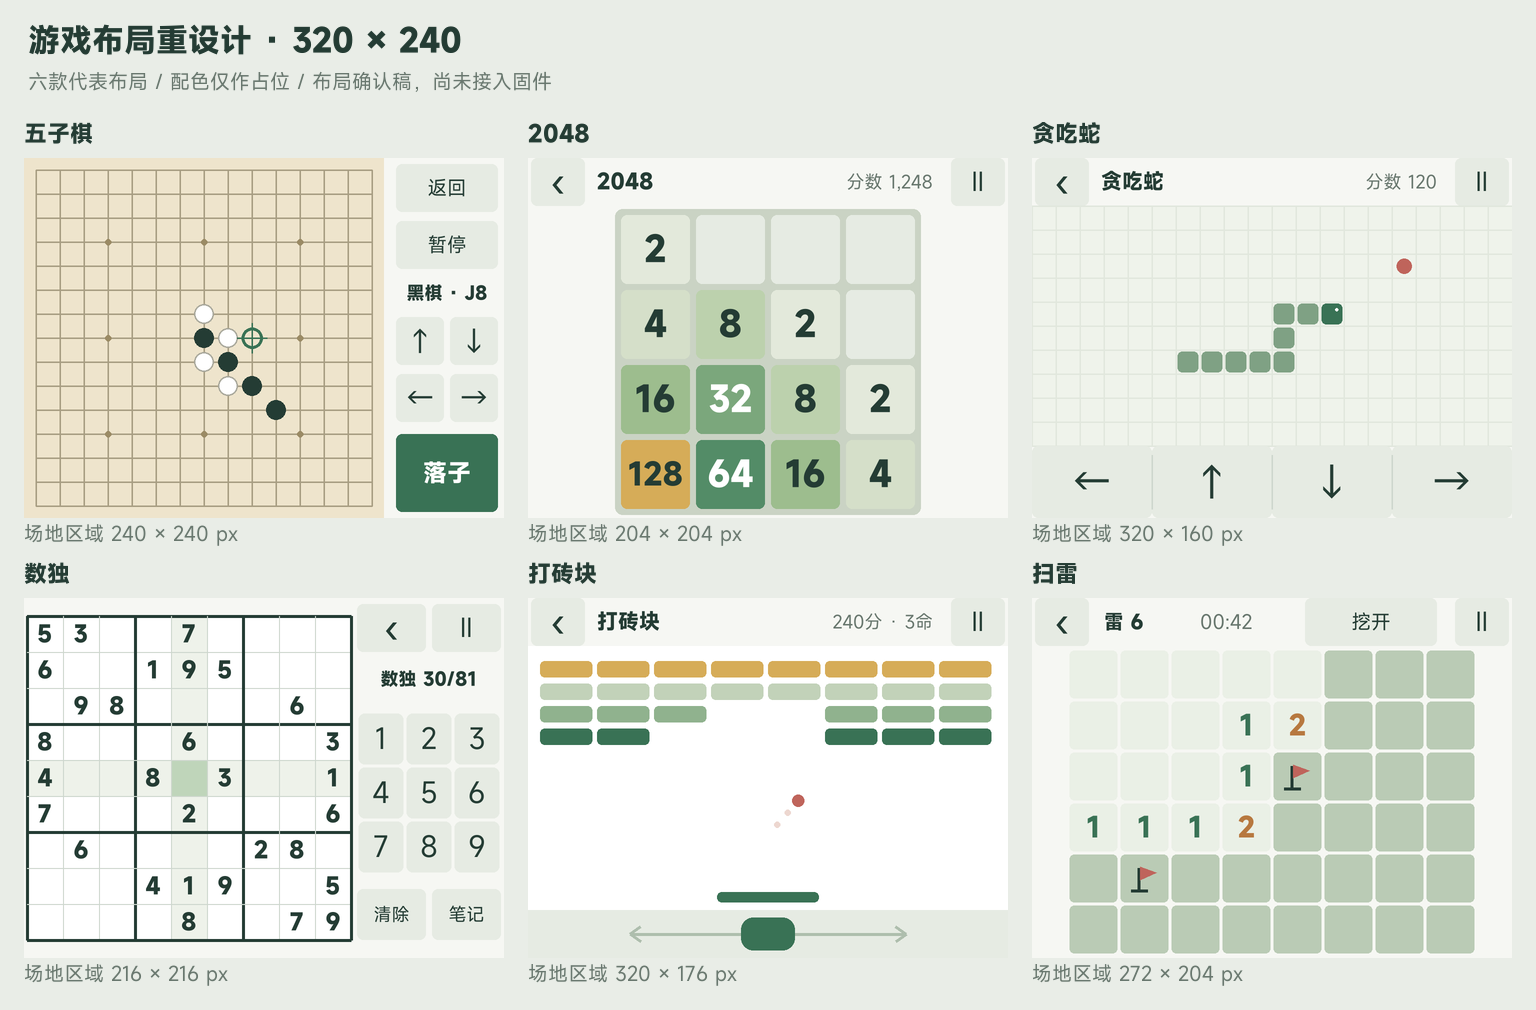 游戏布局重设计 · 320 × 240
六款代表布局 / 配色仅作占位 / 布局确认稿，尚未接入固件
五子棋
返回
暂停
黑棋 · J8
↑ ↓
← →
落子
场地区域 240 × 240 px
2048
‹ 2048 分数 1,248 ||
2
4 8 2
16 32 8 2
128 64 16 4
场地区域 204 × 204 px
贪吃蛇
‹ 贪吃蛇 分数 120 ||
← ↑ ↓ →
场地区域 320 × 160 px
数独
5 3 7
6 1 9 5
9 8 6
8 6 3
4 8 3 1
7 2 6
6 2 8
4 1 9 5
8 7 9
‹ ||
数独 30/81
1 2 3
4 5 6
7 8 9
清除 笔记
场地区域 216 × 216 px
打砖块
‹ 打砖块 240分 · 3命 ||
场地区域 320 × 176 px
扫雷
‹ 雷 6 00:42 挖开 ||
1 2
1
1 1 1 2
场地区域 272 × 204 px